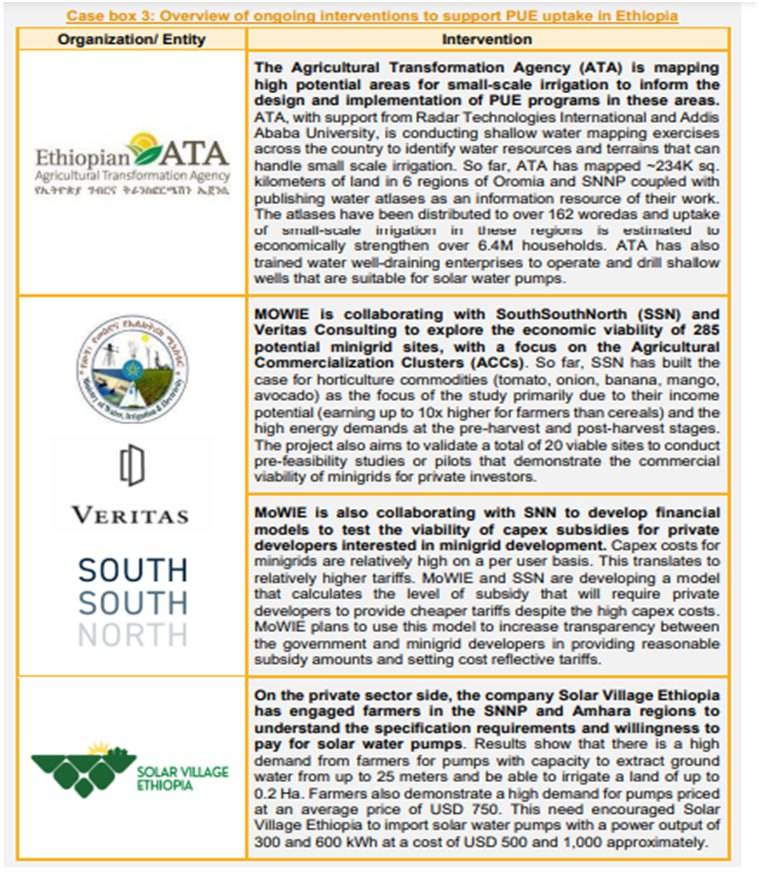 Case box 3: Overview of ongoing interventions to support PUE uptake in Ethiopia
Organization/ Entity
Intervention
Ethiopian ATA
Agricultural Transformation Agency
የኢትዮጵያ ግብርና ትራንስፎርሜሽን ኤጀንሲ
The Agricultural Transformation Agency (ATA) is mapping
high potential areas for small-scale irrigation to inform the
design and implementation of PUE programs in these areas.
ATA, with support from Radar Technologies International and Addis
Ababa University, is conducting shallow water mapping exercises
across the country to identify water resources and terrains that can
handle small scale irrigation. So far, ATA has mapped ~234K sq.
kilometers of land in 6 regions of Oromia and SNNP coupled with
publishing water atlases as an information resource of their work.
The atlases have been distributed to over 162 woredas and uptake
of small-scale irrigation in these regions is estimated to
economically strengthen over 6.4M households. ATA has also
trained water well-draining enterprises to operate and drill shallow
wells that are suitable for solar water pumps.
Ministry of Water, Irrigation & Electricity
VERITAS
SOUTH
SOUTH
NORTH
MOWIE is collaborating with SouthSouthNorth (SSN) and
Veritas Consulting to explore the economic viability of 285
potential minigrid sites, with a focus on the Agricultural
Commercialization Clusters (ACCs). So far, SSN has built the
case for horticulture commodities (tomato, onion, banana, mango,
avocado) as the focus of the study primarily due to their income
potential (earning up to 10x higher for farmers than cereals) and the
high energy demands at the pre-harvest and post-harvest stages.
The project also aims to validate a total of 20 viable sites to conduct
pre-feasibility studies or pilots that demonstrate the commercial
viability of minigrids for private investors.
MoWIE is also collaborating with SNN to develop financial
models to test the viability of capex subsidies for private
developers interested in minigrid development. Capex costs for
minigrids are relatively high on a per user basis. This translates to
relatively higher tariffs. MoWIE and SSN are developing a model
that calculates the level of subsidy that will require private
developers to provide cheaper tariffs despite the high capex costs.
MoWIE plans to use this model to increase transparency between
the government and minigrid developers in providing reasonable
subsidy amounts and setting cost reflective tariffs.
SOLAR VILLAGE
ETHIOPIA
On the private sector side, the company Solar Village Ethiopia
has engaged farmers in the SNNP and Amhara regions to
understand the specification requirements and willingness to
pay for solar water pumps. Results show that there is a high
demand from farmers for pumps with capacity to extract ground
water from up to 25 meters and be able to irrigate a land of up to
0.2 Ha. Farmers also demonstrate a high demand for pumps priced
at an average price of USD 750. This need encouraged Solar
Village Ethiopia to import solar water pumps with a power output of
300 and 600 kWh at a cost of USD 500 and 1,000 approximately.